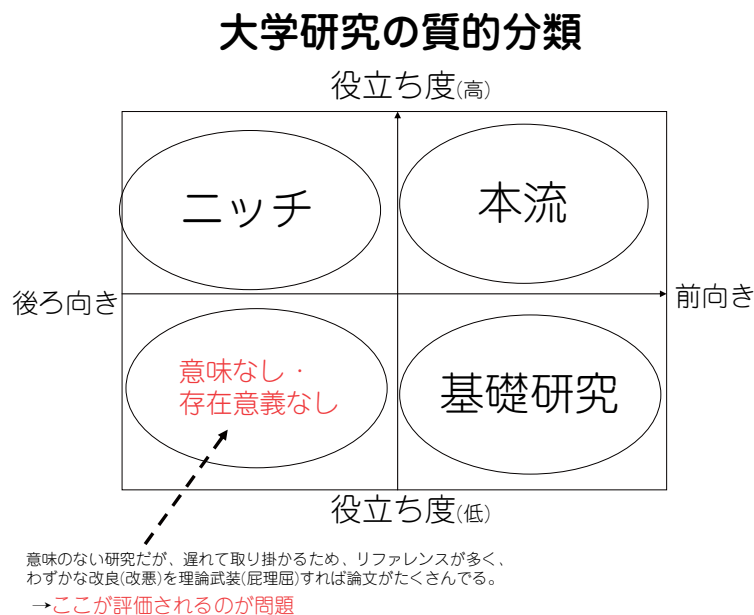 大学研究の質的分類
役立ち度(高)
ニッチ
本流
後ろ向き
前向き
意味なし・
存在意義なし
基礎研究
役立ち度(低)
意味のない研究だが、遅れて取り掛かるため、リファレンスが多く、
わずかな改良(改悪)を理論武装(屁理屈)すれば論文がたくさんでる。
→ここが評価されるのが問題